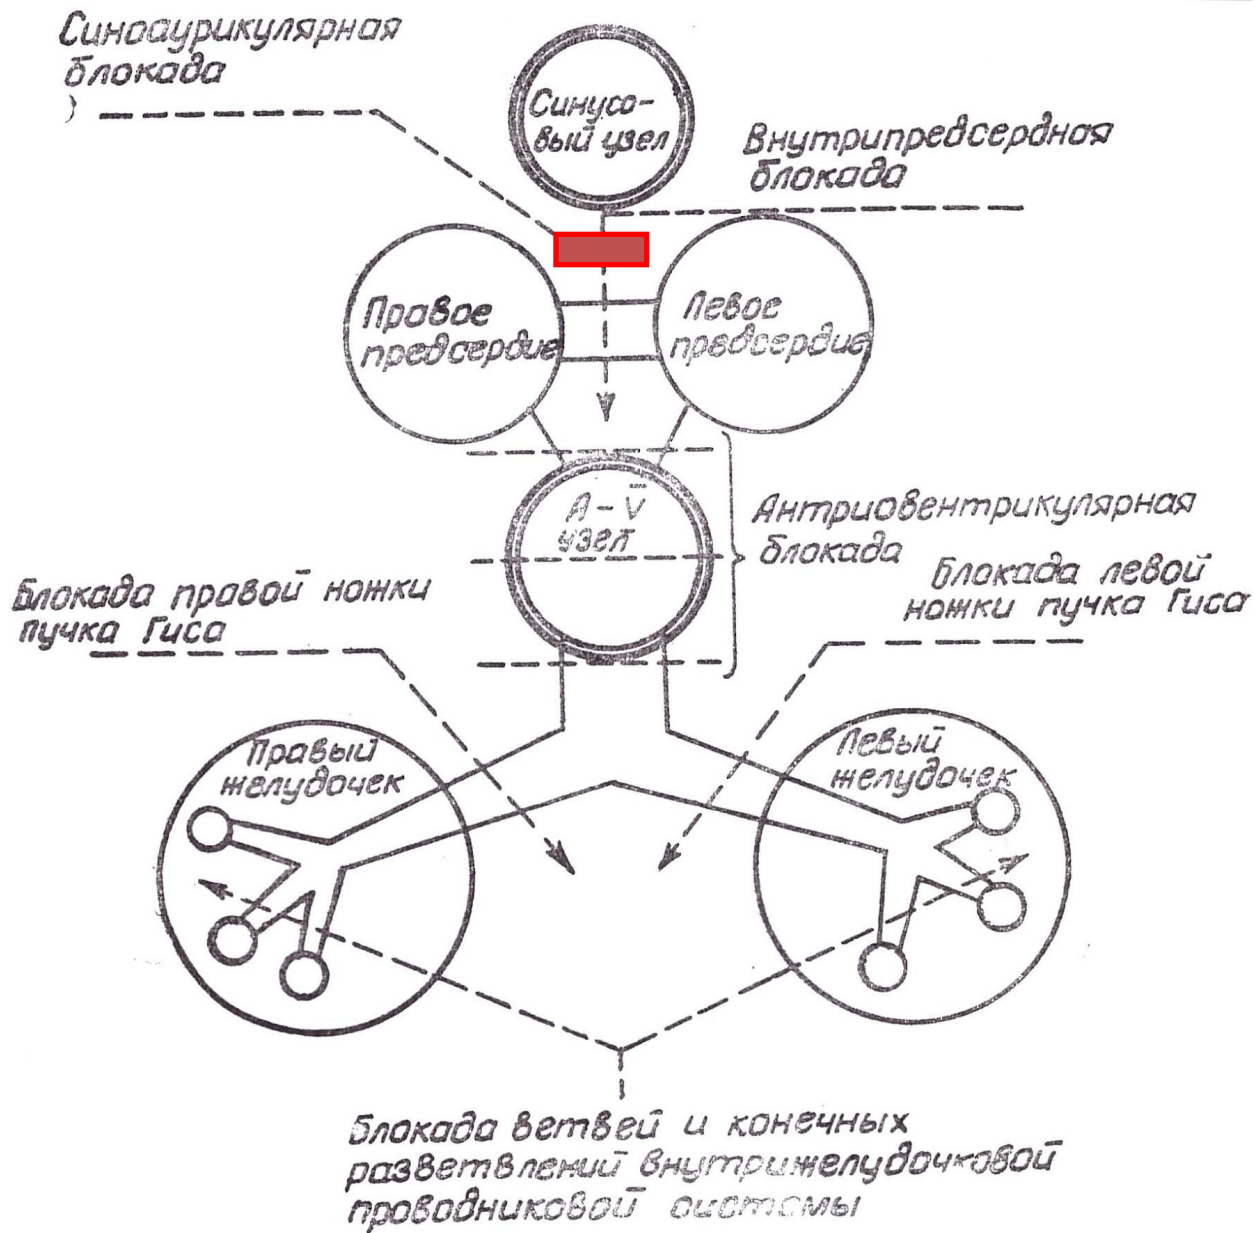 Синоаурикулярная
блокада
)
Синусо-
вый узел
Внутрипредсердная
блокада
Правое
предсердие
Левое
првдсердие
А - V
узел
Антриовентрикулярная
блокада
Блокада правой ножки
пучка Гиса
Блокада левой
ножки пучка Гиса
Правый
желудочек
Левый
желудочек
Блокада ветвей и конечных
разветвлений внутрижелудочковой
проводниковой системы